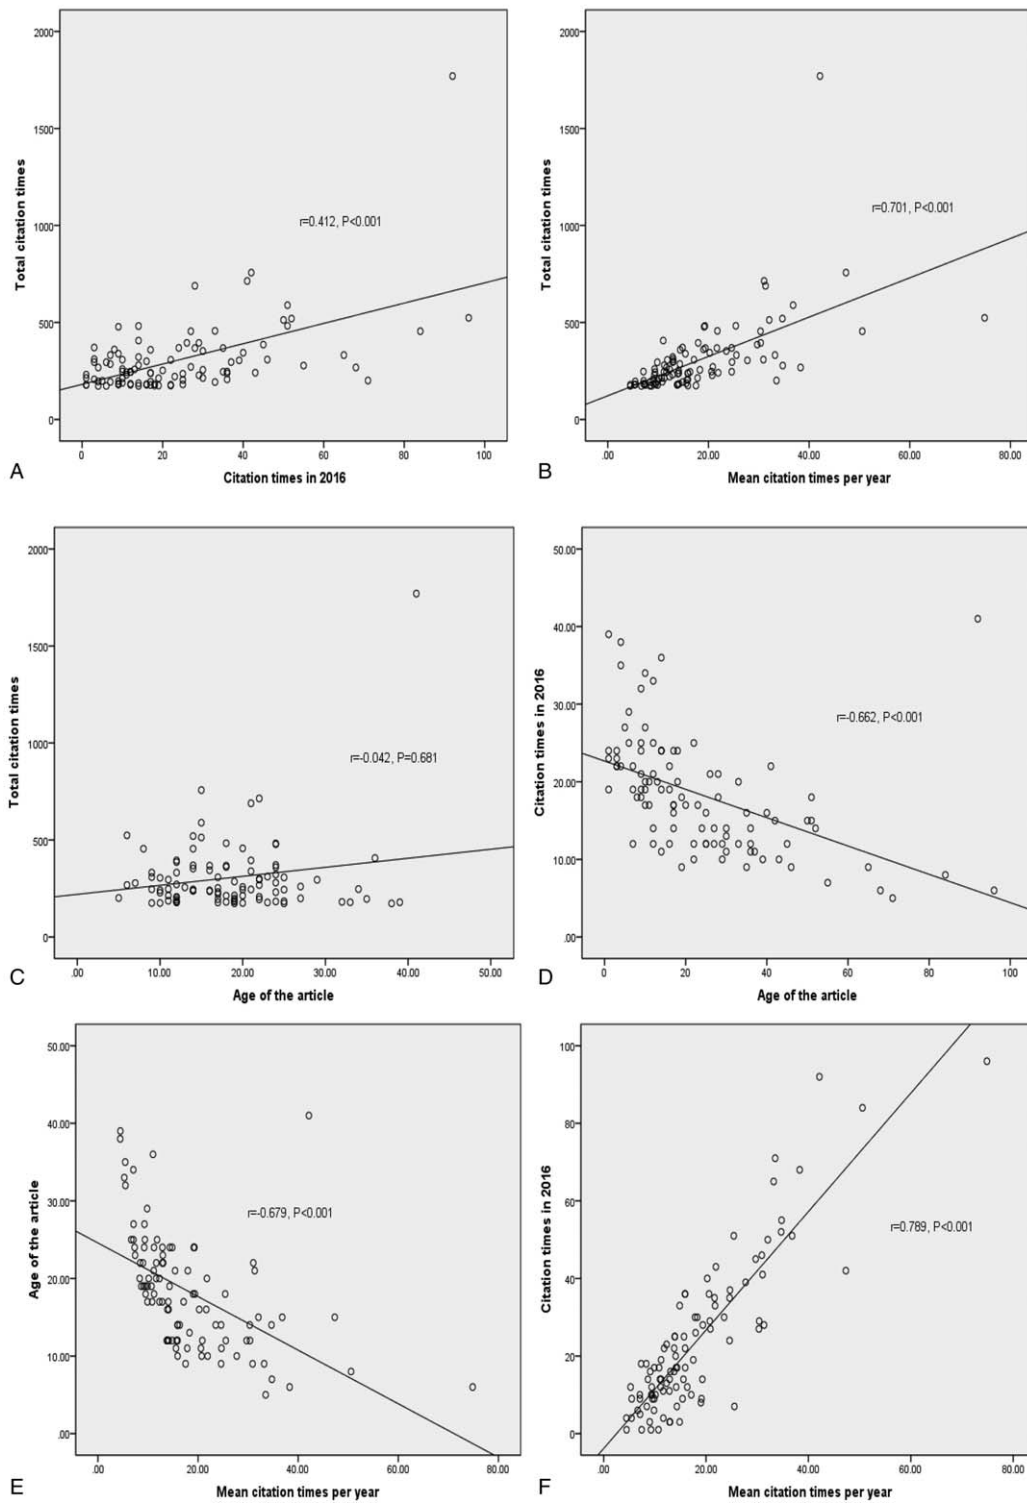 2000
1500
1000
500
0
Total citation times
r=0.412, P<0.001
0 20 40 60 80 100
Citation times in 2016
A
2000
1500
1000
500
0
Total citation times
r=0.701, P<0.001
.00 20.00 40.00 60.00 80.00
Mean citation times per year
B
2000
1500
1000
500
0
Total citation times
r=-0.042, P=0.681
.00 10.00 20.00 30.00 40.00 50.00
Age of the article
C
50.00
40.00
30.00
20.00
10.00
.00
Citation times in 2016
r=-0.662, P<0.001
0 20 40 60 80 100
Age of the article
D
50.00
40.00
30.00
20.00
10.00
.00
Age of the article
r=-0.679, P<0.001
.00 20.00 40.00 60.00 80.00
Mean citation times per year
E
100
80
60
40
20
0
Citation times in 2016
r=0.789, P<0.001
.00 20.00 40.00 60.00 80.00
Mean citation times per year
F